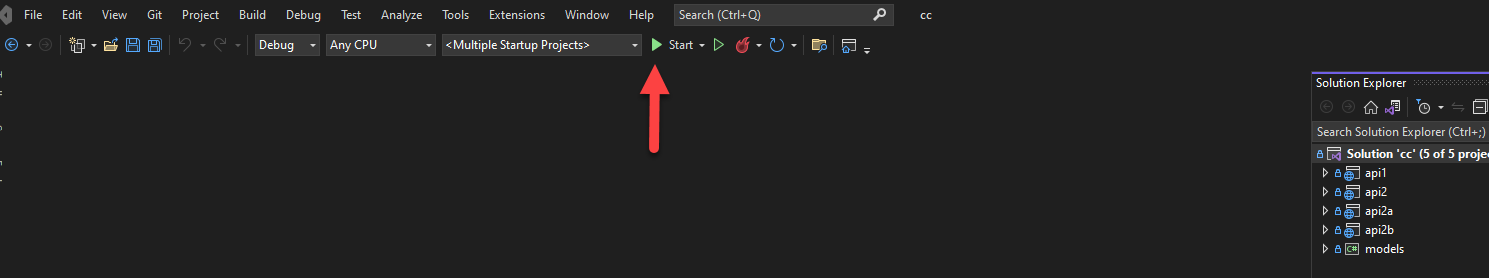 File Edit View Git Project Build Debug Test Analyze Tools Extensions Window Help Search (Ctrl+Q) cc
Debug Any CPU <Multiple Startup Projects> Start
Solution Explorer
Search Solution Explorer (Ctrl+;)
Solution 'cc' (5 of 5 proje
api1
api2
api2a
api2b
C# models